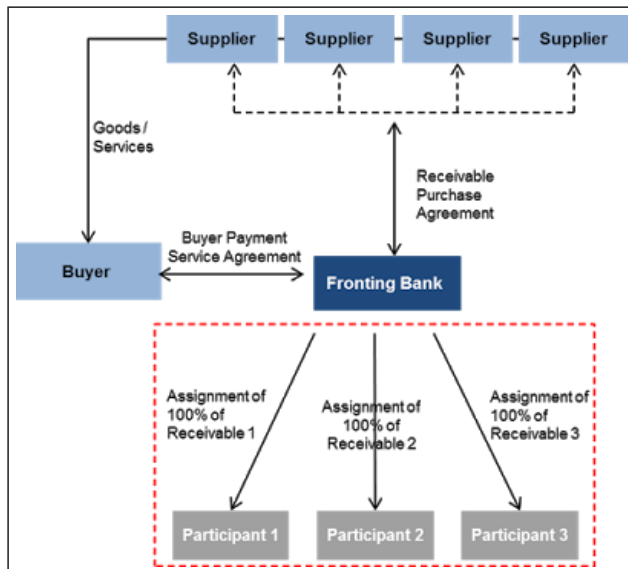 Supplier Supplier Supplier Supplier
Goods /
Services
Receivable
Purchase
Agreement
Buyer Payment
Service Agreement
Buyer
Fronting Bank
Assignment of
100% of
Receivable 1
Assignment of
100% of
Receivable 2
Assignment of
100% of
Receivable 3
Participant 1 Participant 2 Participant 3